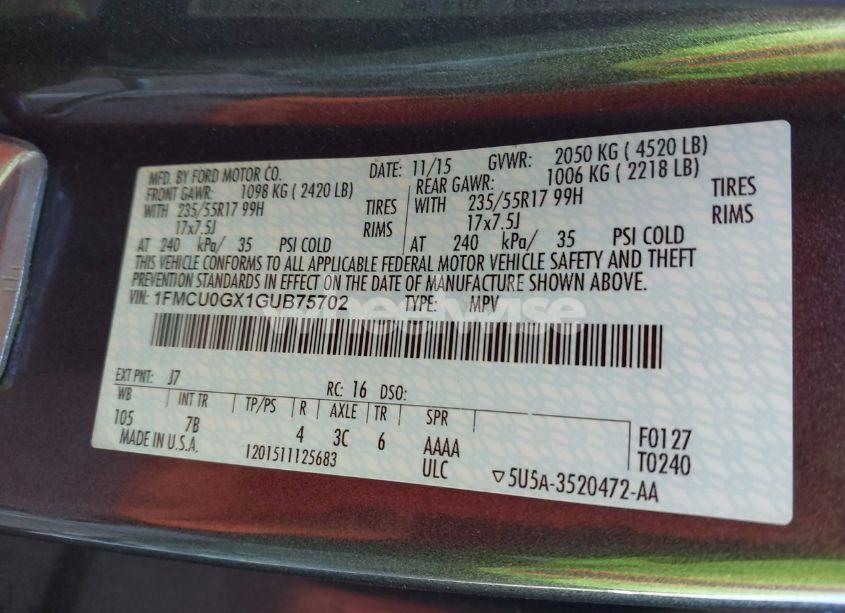 MFD. BY FORD MOTOR CO. DATE: 11/15 GVWR: 2050 KG ( 4520 LB)
FRONT GAWR: 1098 KG ( 2420 LB) REAR GAWR: 1006 KG ( 2218 LB)
WITH 235/55R17 99H TIRES WITH 235/55R17 99H TIRES
17x7.5J RIMS 17x7.5J RIMS
AT 240 kPa/ 35 PSI COLD AT 240 kPa/ 35 PSI COLD
THIS VEHICLE CONFORMS TO ALL APPLICABLE FEDERAL MOTOR VEHICLE SAFETY AND THEFT
PREVENTION STANDARDS IN EFFECT ON THE DATE OF MANUFACTURE SHOWN ABOVE.
VIN: 1FMCU0GX1GUB75702 TYPE: MPV
wheelwise
EXT PNT: J7 RC: 16 DSO:
WB INT TR TP/PS R AXLE TR SPR
105 7B 4 3C 6 AAAA F0127
MADE IN U.S.A. 1201511125683 ULC T0240
▽5U5A-3520472-AA